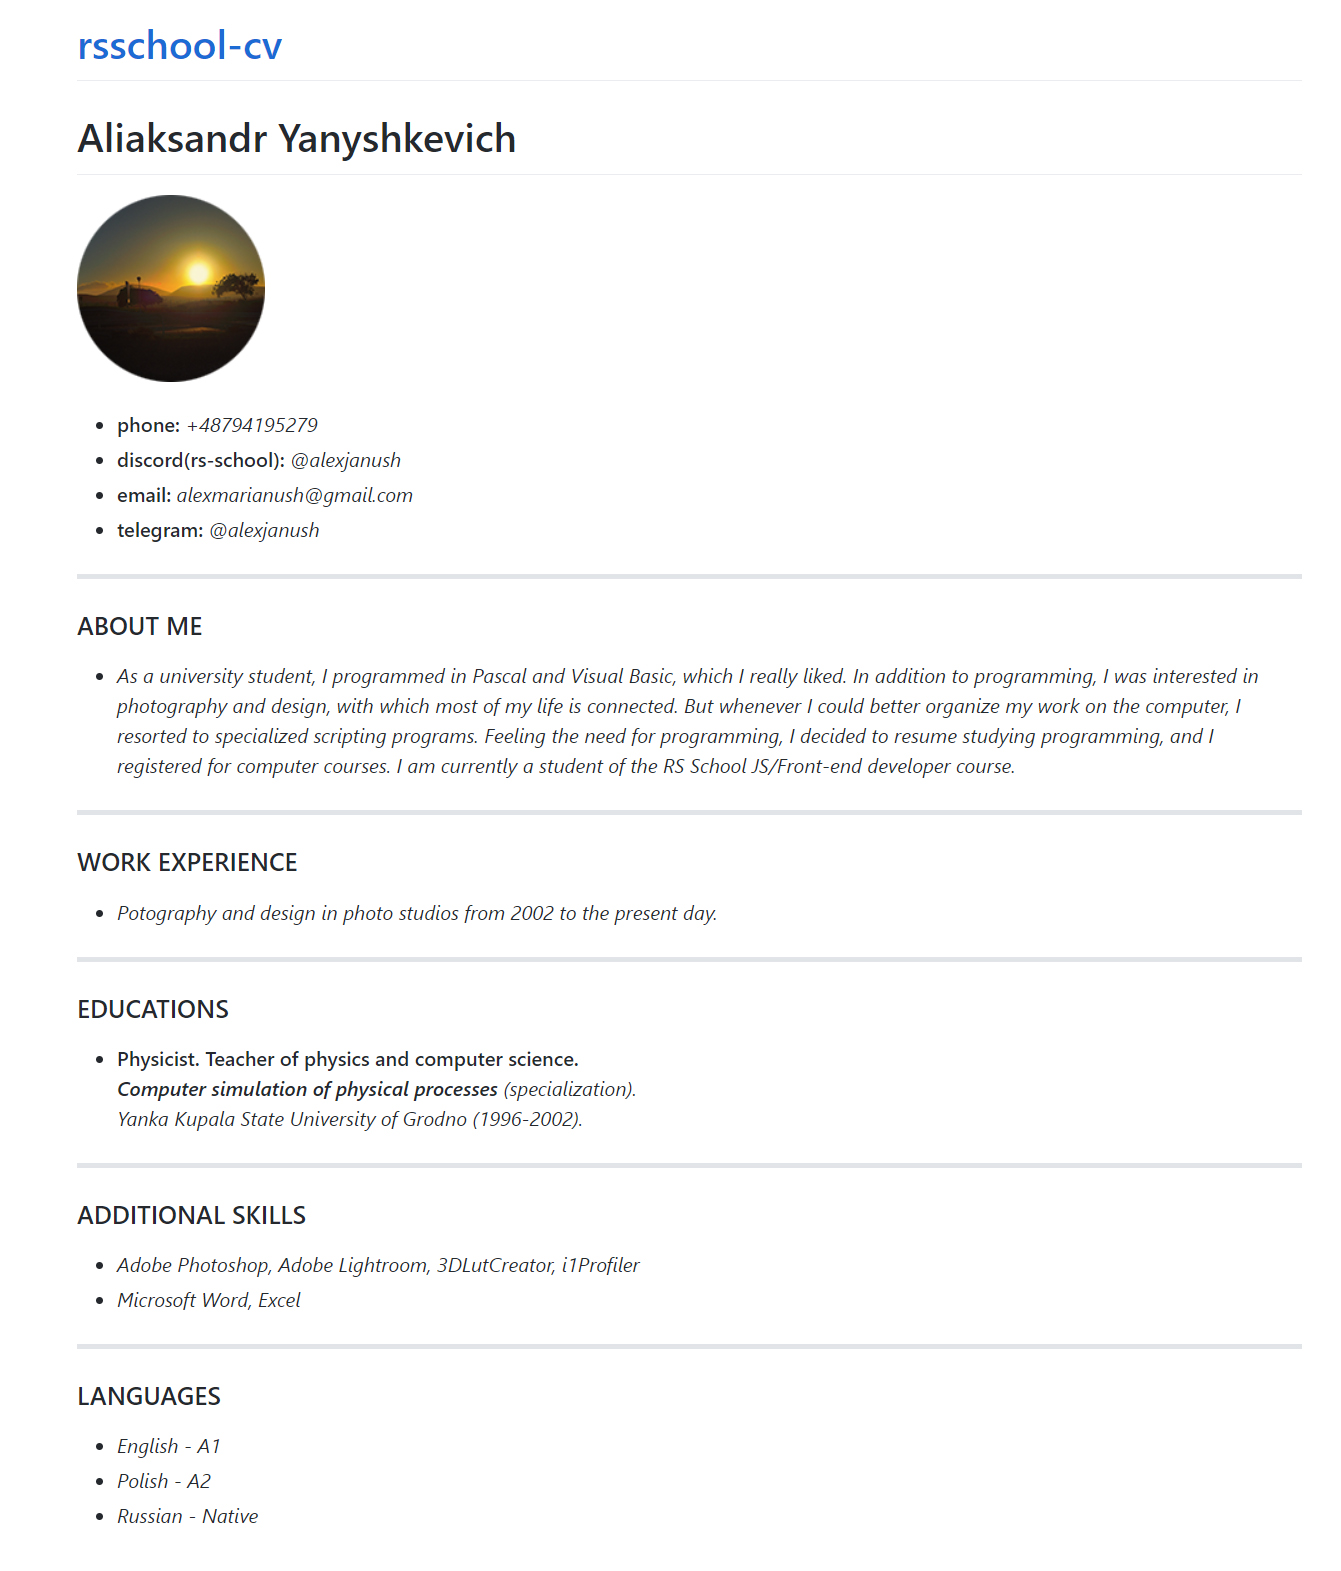 rsschool-cv
Aliaksandr Yanyshkevich
phone: +48794195279
discord(rs-school): @alexjanush
email: alexmarianush@gmail.com
telegram: @alexjanush
ABOUT ME
As a university student, I programmed in Pascal and Visual Basic, which I really liked. In addition to programming, I was interested in
photography and design, with which most of my life is connected. But whenever I could better organize my work on the computer, I
resorted to specialized scripting programs. Feeling the need for programming, I decided to resume studying programming, and I
registered for computer courses. I am currently a student of the RS School JS/Front-end developer course.
WORK EXPERIENCE
Potography and design in photo studios from 2002 to the present day.
EDUCATIONS
Physicist. Teacher of physics and computer science.
Computer simulation of physical processes (specialization).
Yanka Kupala State University of Grodno (1996-2002).
ADDITIONAL SKILLS
Adobe Photoshop, Adobe Lightroom, 3DLutCreator, i1Profiler
Microsoft Word, Excel
LANGUAGES
English - A1
Polish - A2
Russian - Native